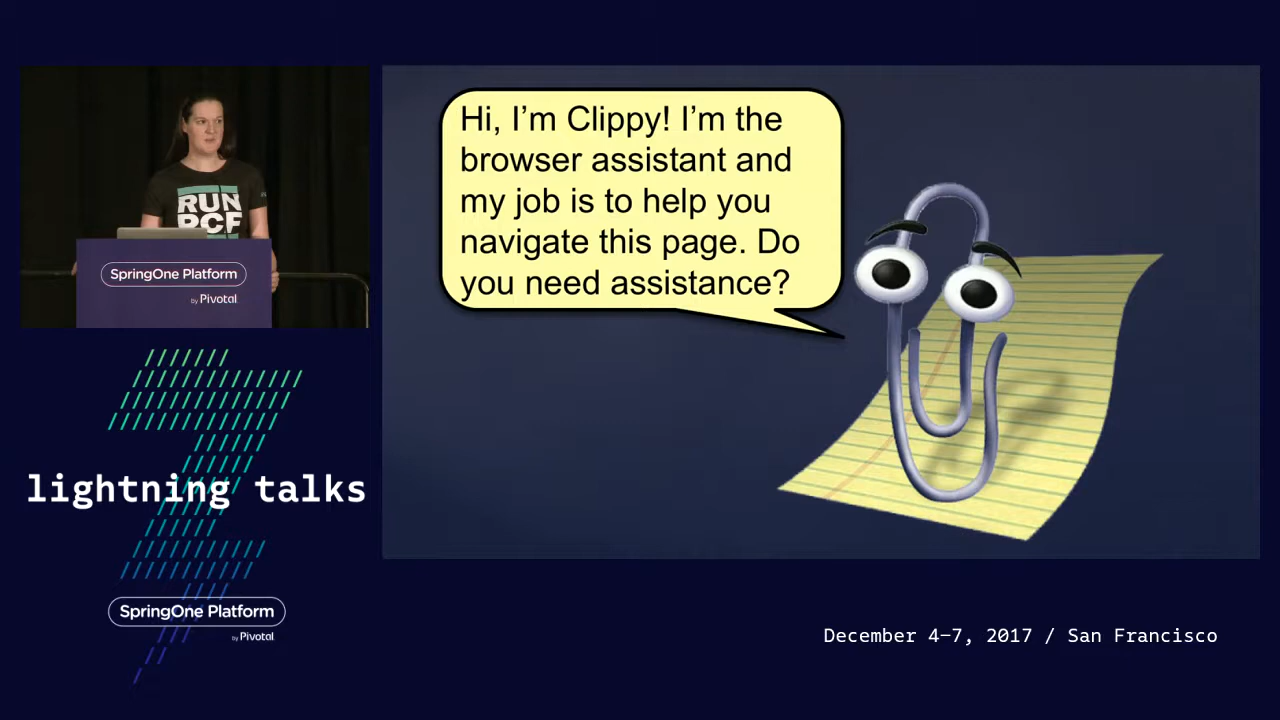 Hi, I’m Clippy! I’m the
browser assistant and
my job is to help you
navigate this page. Do
you need assistance?
RUN
PCF
SpringOne Platform
by Pivotal
lightning talks
SpringOne Platform
by Pivotal
December 4–7, 2017 / San Francisco